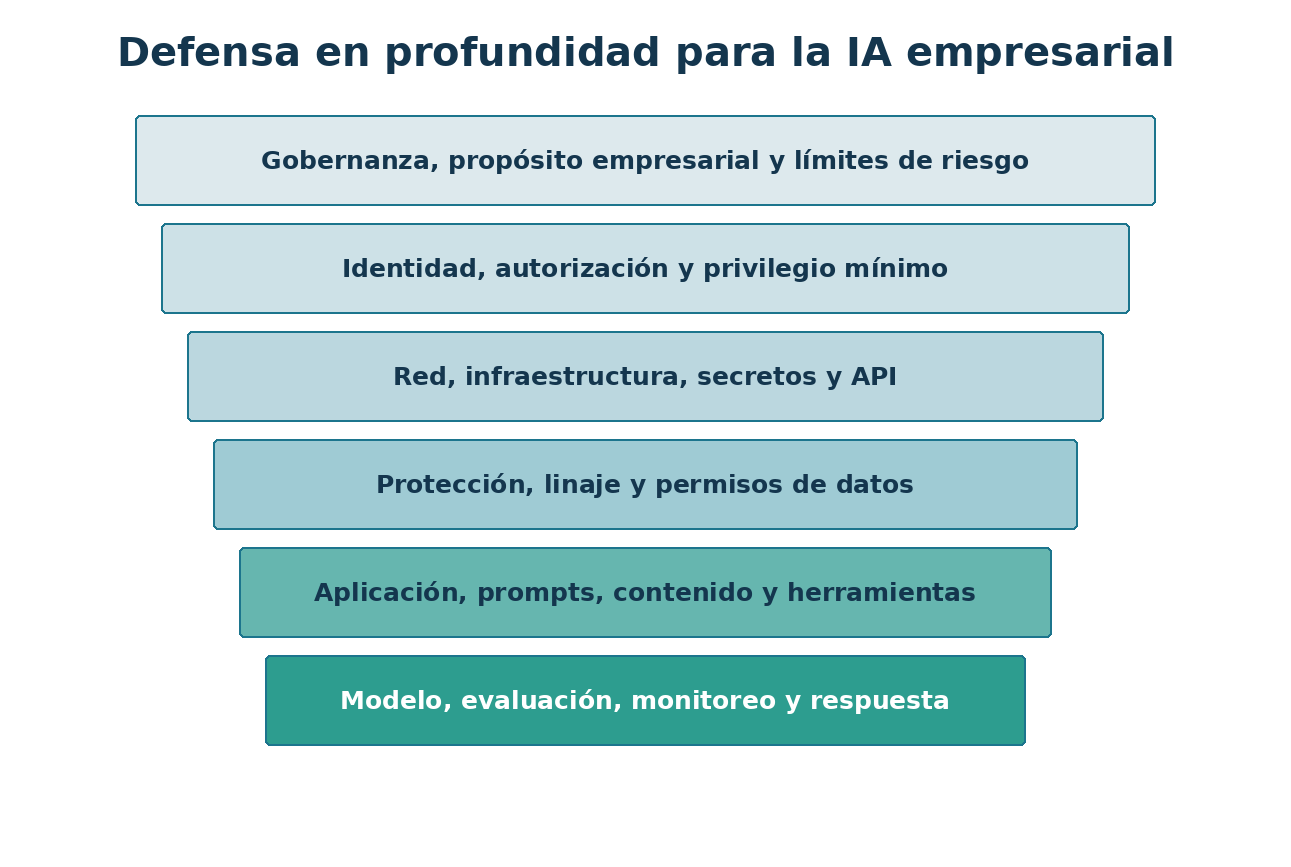 Defensa en profundidad para la IA empresarial
Gobernanza, propósito empresarial y límites de riesgo
Identidad, autorización y privilegio mínimo
Red, infraestructura, secretos y API
Protección, linaje y permisos de datos
Aplicación, prompts, contenido y herramientas
Modelo, evaluación, monitoreo y respuesta